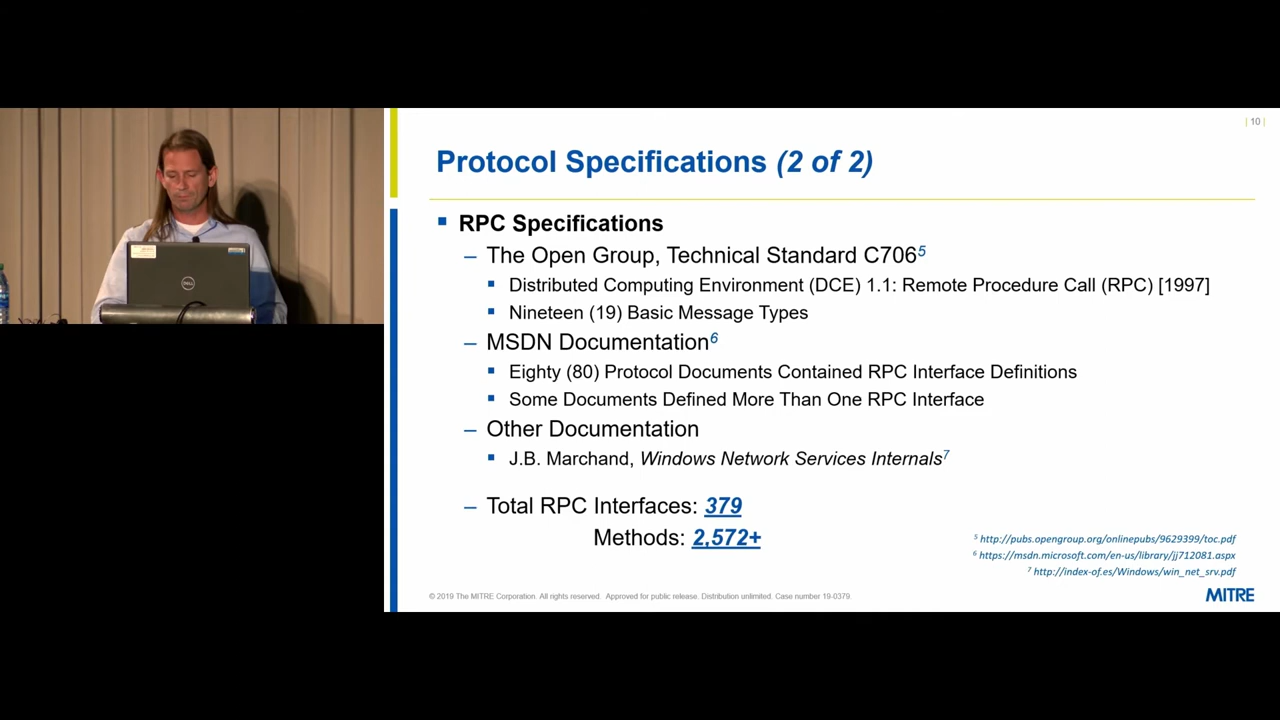 | 10 |
Protocol Specifications (2 of 2)
▪ RPC Specifications
– The Open Group, Technical Standard C706⁵
▪ Distributed Computing Environment (DCE) 1.1: Remote Procedure Call (RPC) [1997]
▪ Nineteen (19) Basic Message Types
– MSDN Documentation⁶
▪ Eighty (80) Protocol Documents Contained RPC Interface Definitions
▪ Some Documents Defined More Than One RPC Interface
– Other Documentation
▪ J.B. Marchand, Windows Network Services Internals⁷
– Total RPC Interfaces: 379
Methods: 2,572+
⁵ http://pubs.opengroup.org/onlinepubs/9629399/toc.pdf
⁶ https://msdn.microsoft.com/en-us/library/jj712081.aspx
⁷ http://index-of.es/Windows/win_net_srv.pdf
© 2019 The MITRE Corporation. All rights reserved. Approved for public release. Distribution unlimited. Case number 19-0379.
MITRE
DELL